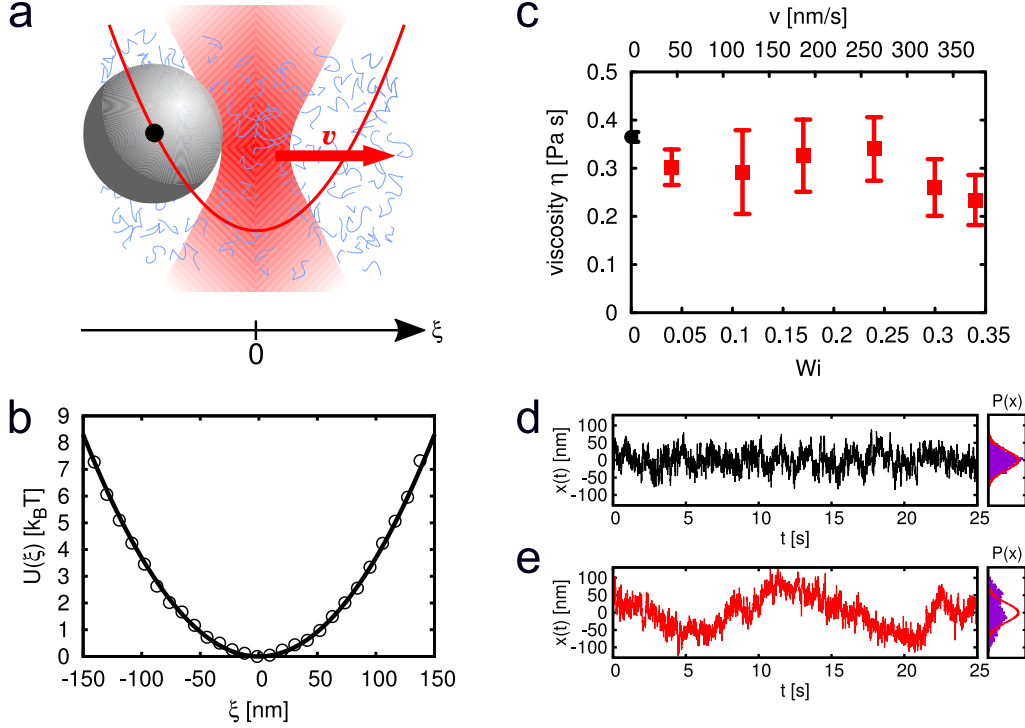 a
v
0
ξ
b
U(ξ) [k_BT]
9
8
7
6
5
4
3
2
1
0
-150 -100 -50 0 50 100 150
ξ [nm]
c
v [nm/s]
0 50 100 150 200 250 300 350
viscosity η [Pa s]
0.5
0.4
0.3
0.2
0.1
0
0 0.05 0.1 0.15 0.2 0.25 0.3 0.35
Wi
d
P(x)
x(t) [nm]
100
50
0
-50
-100
0 5 10 15 20 25
t [s]
e
P(x)
x(t) [nm]
100
50
0
-50
-100
0 5 10 15 20 25
t [s]